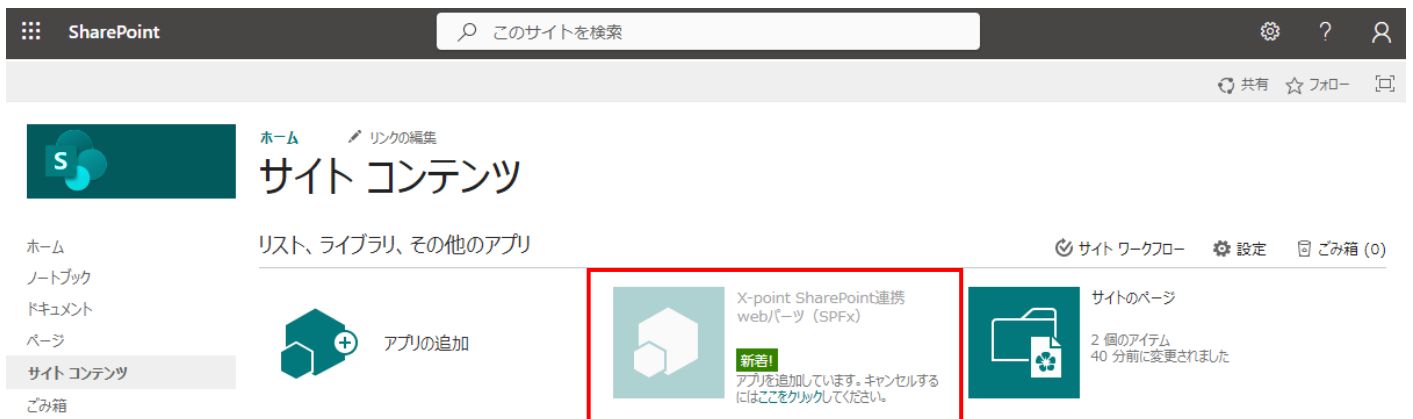 SharePoint
このサイトを検索
?
共有 フォロー
S
ホーム リンクの編集
サイト コンテンツ
リスト、ライブラリ、その他のアプリ
サイト ワークフロー 設定 ごみ箱 (0)
ホーム
ノートブック
ドキュメント
ページ
サイト コンテンツ
ごみ箱
アプリの追加
X-point SharePoint連携
webパーツ（SPFx）
新着!
アプリを追加しています。キャンセルする
にはここをクリックしてください。
サイトのページ
2 個のアイテム
40 分前に変更されました